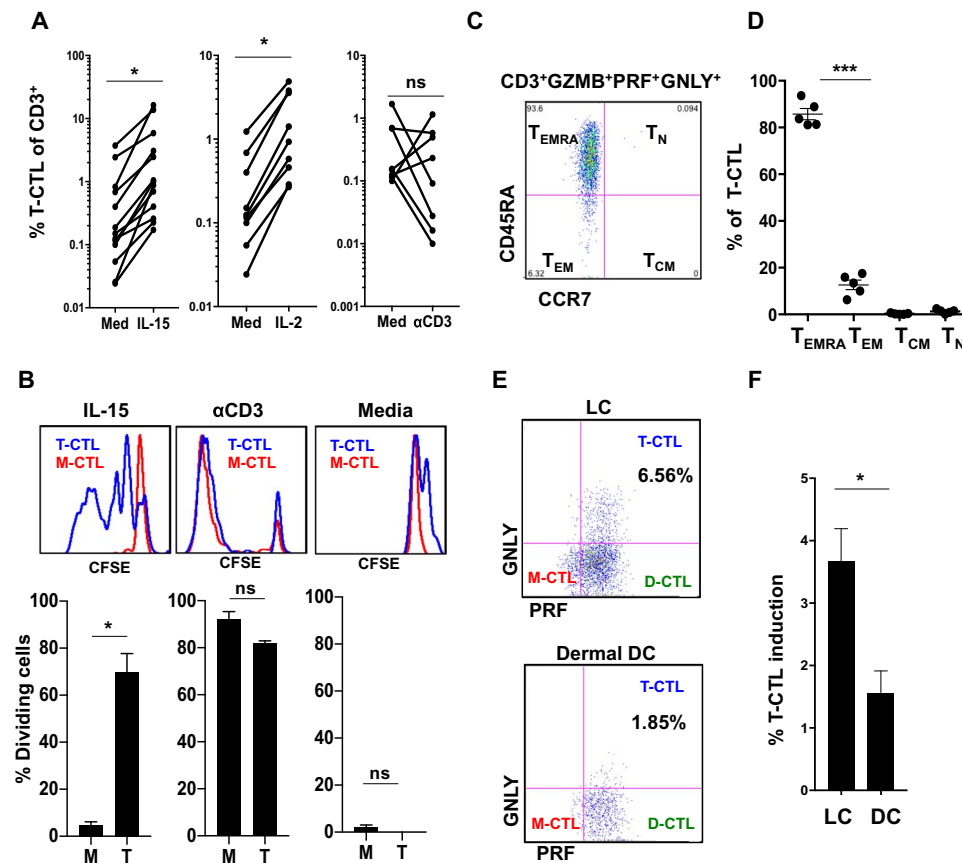 A
% T-CTL of CD3⁺
*
100
10
1
0.1
0.01
Med IL-15
*
10
1
0.1
0.01
Med IL-2
ns
10
1
0.1
0.01
0.001
Med αCD3
B
IL-15
T-CTL
M-CTL
CFSE
αCD3
T-CTL
M-CTL
CFSE
Media
T-CTL
M-CTL
CFSE
% Dividing cells
100
80
60
40
20
0
*
M T
100
80
60
40
20
0
ns
M T
100
80
60
40
20
0
ns
M T
C
CD3⁺GZMB⁺PRF⁺GNLY⁺
93.6 0.094
TEMRA TN
TEM TCM
6.32 0
CD45RA
CCR7
D
% of T-CTL
100
80
60
40
20
0
***
TEMRA TEM TCM TN
E
LC
T-CTL
6.56%
M-CTL D-CTL
GNLY
PRF
Dermal DC
T-CTL
1.85%
M-CTL D-CTL
GNLY
PRF
F
% T-CTL induction
5
4
3
2
1
0
*
LC DC